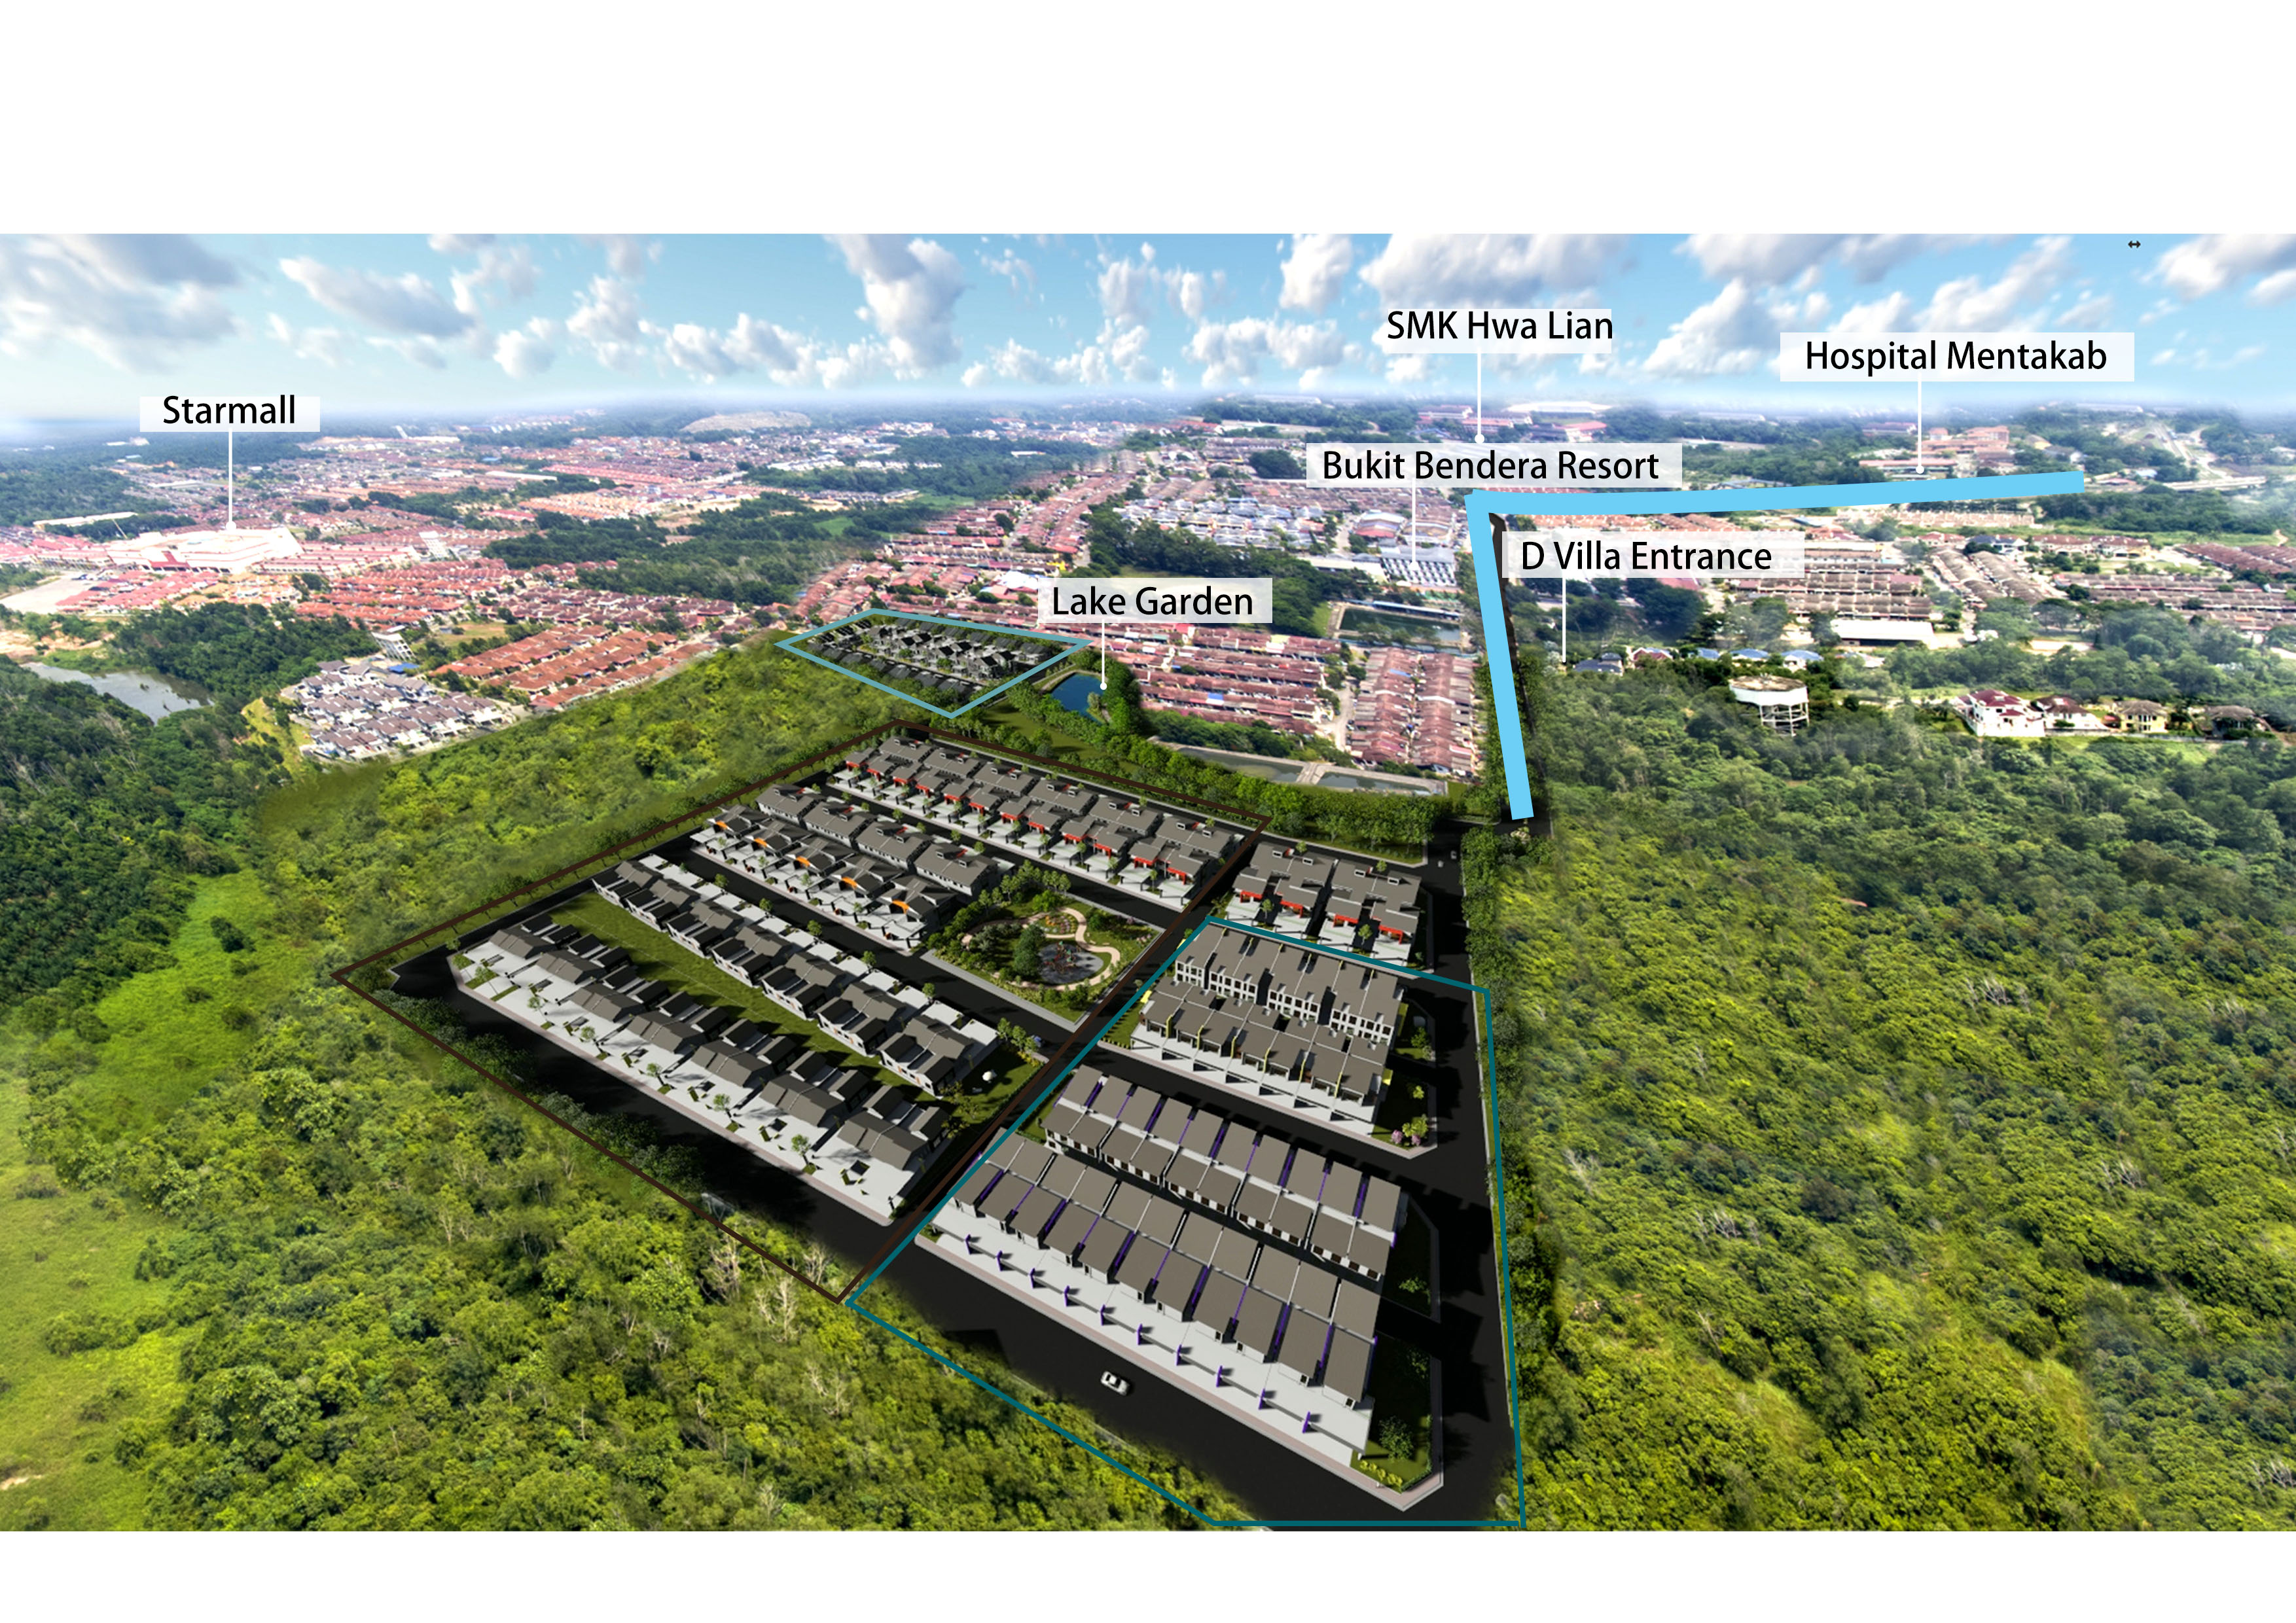 SMK Hwa Lian
Hospital Mentakab
Starmall
Bukit Bendera Resort
D Villa Entrance
Lake Garden